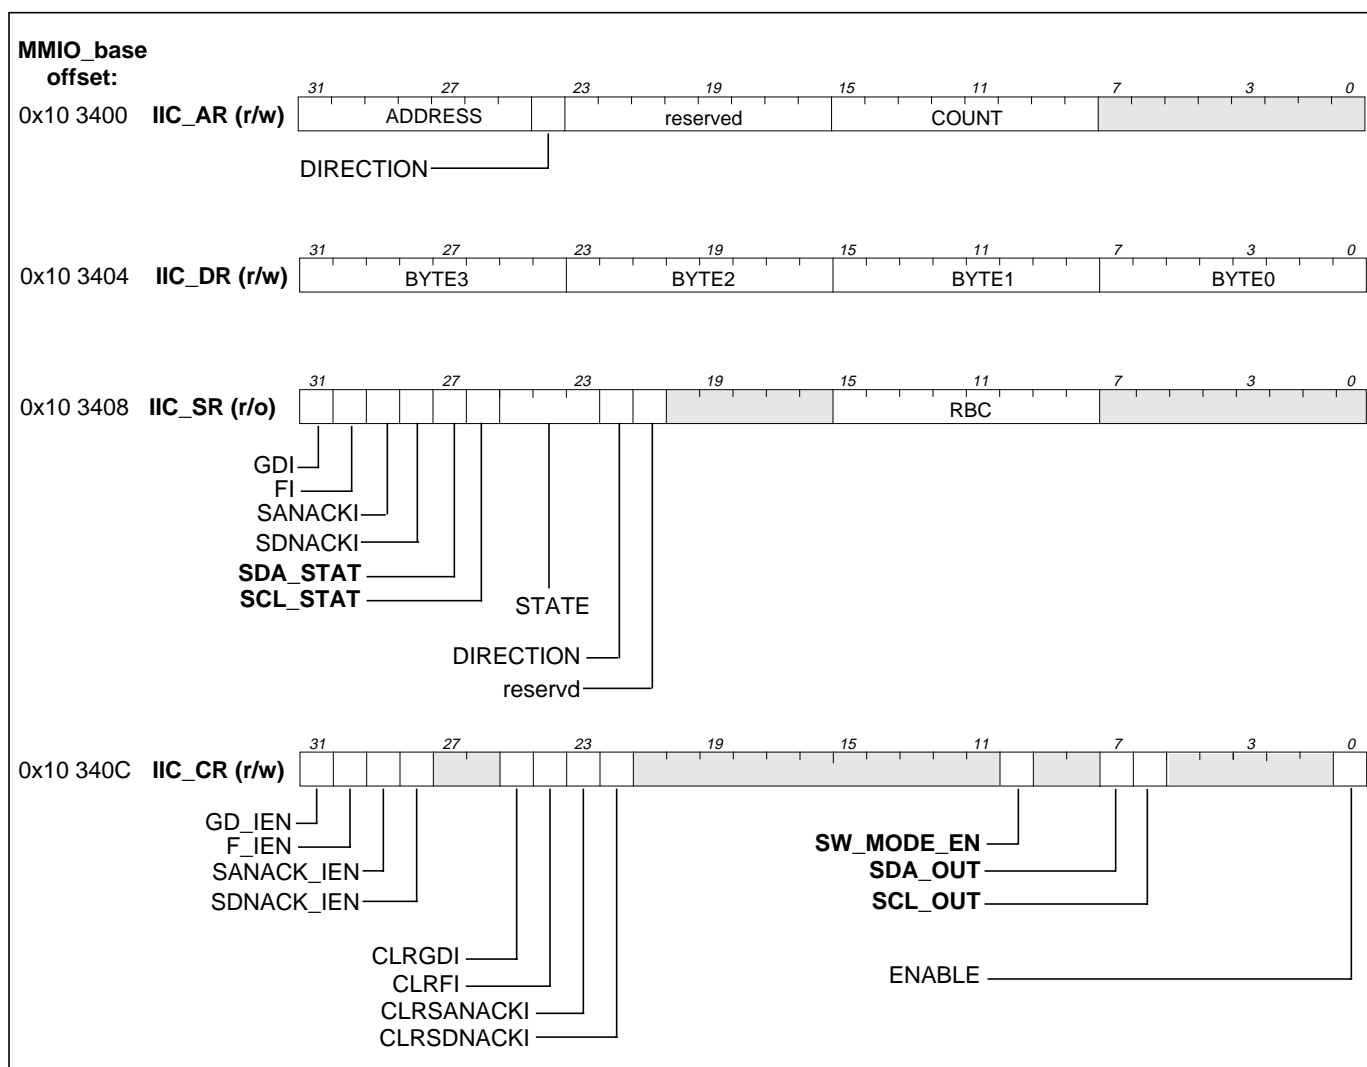 MMIO_base
offset:
31 27 23 19 15 11 7 3 0
0x10 3400 IIC_AR (r/w) ADDRESS reserved COUNT
DIRECTION
31 27 23 19 15 11 7 3 0
0x10 3404 IIC_DR (r/w) BYTE3 BYTE2 BYTE1 BYTE0
31 27 23 19 15 11 7 3 0
0x10 3408 IIC_SR (r/o) RBC
GDI
FI
SANACKI
SDNACKI
SDA_STAT
SCL_STAT STATE
DIRECTION
reservd
31 27 23 19 15 11 7 3 0
0x10 340C IIC_CR (r/w)
GD_IEN
F_IEN SW_MODE_EN
SANACK_IEN SDA_OUT
SDNACK_IEN SCL_OUT
CLRGDI
CLRFI ENABLE
CLRSANACKI
CLRSDNACKI